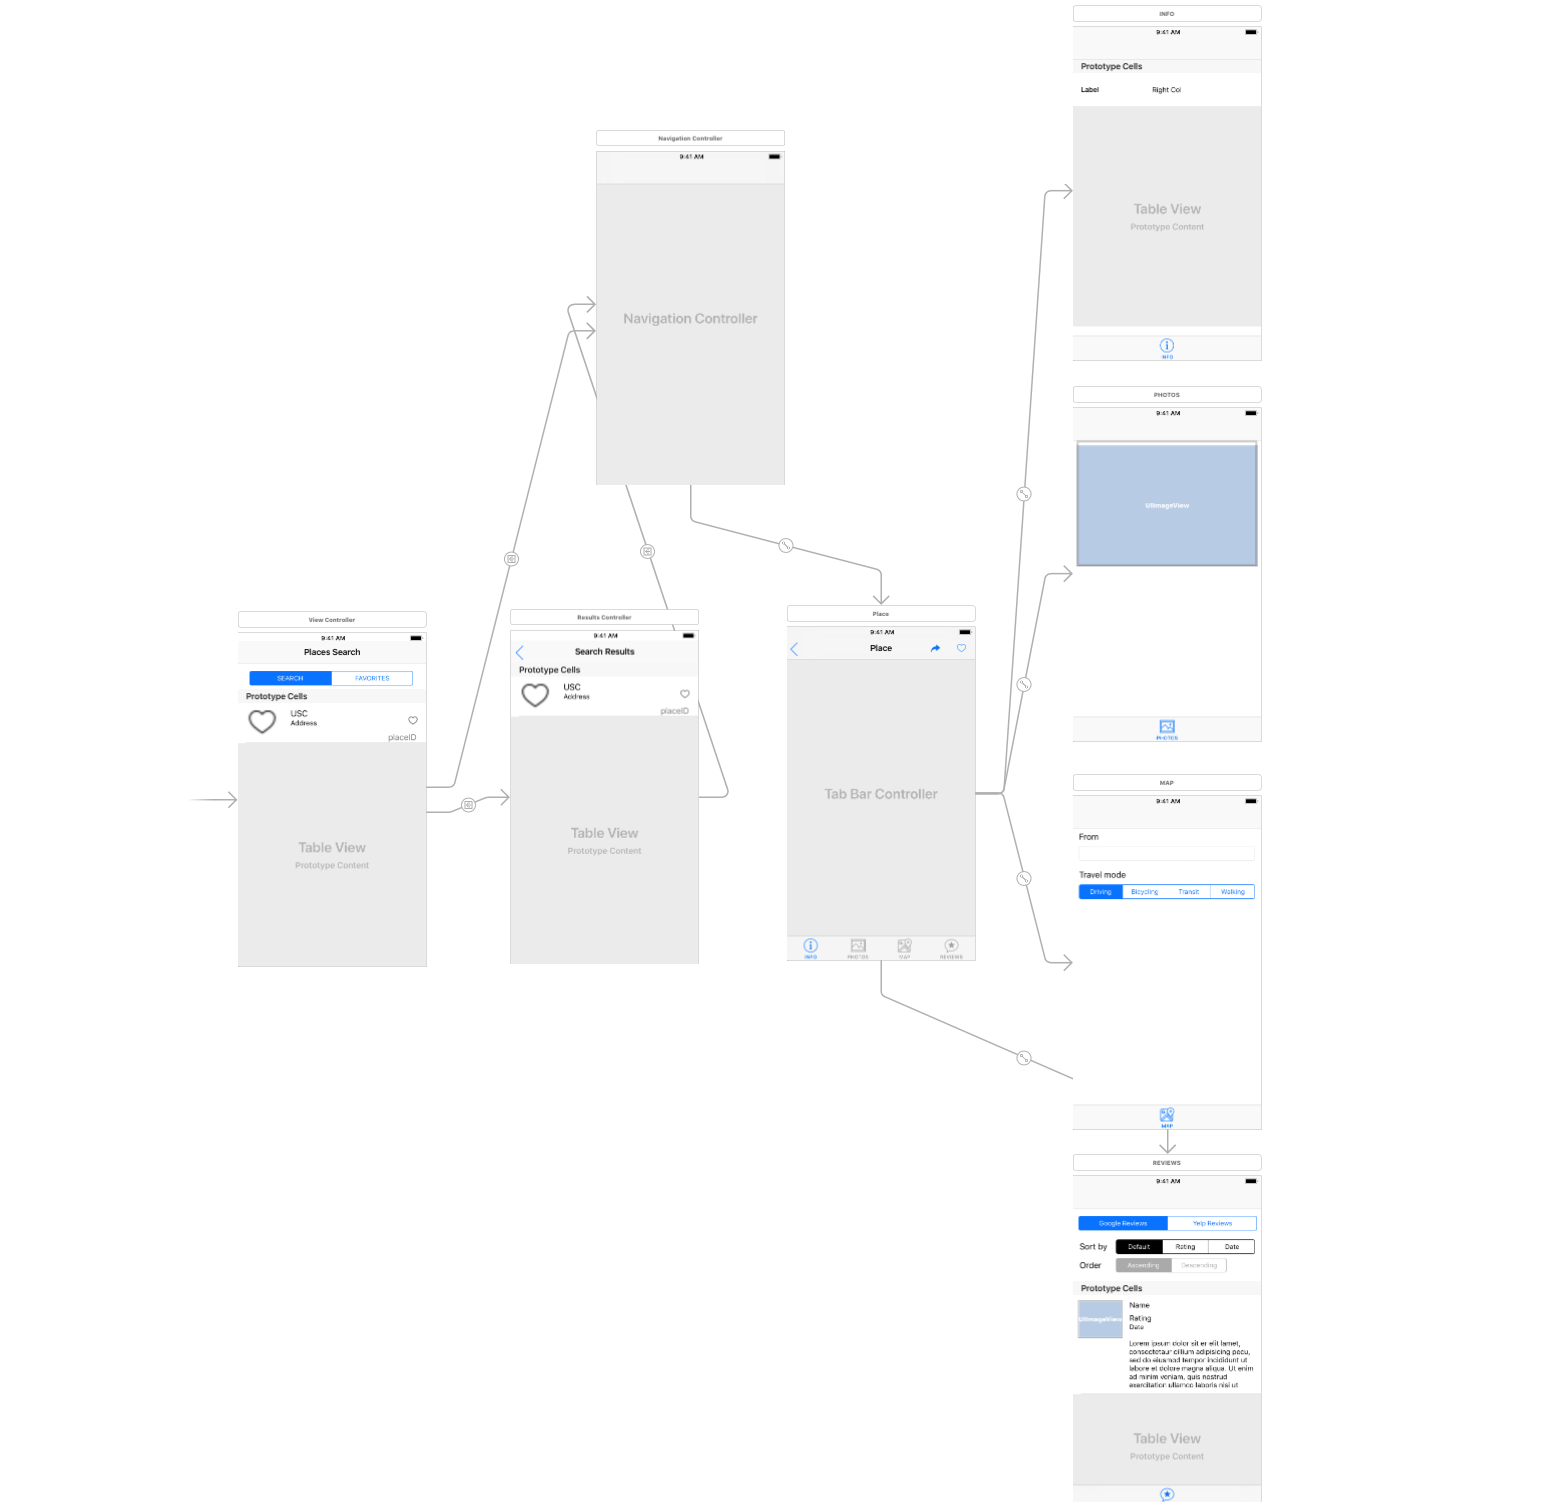 INFO
9:41 AM
Prototype Cells
Label Right Col
Table View
Prototype Content
INFO
Navigation Controller
9:41 AM
Navigation Controller
PHOTOS
9:41 AM
UIImageView
PHOTOS
View Controller
9:41 AM
Places Search
SEARCH FAVORITES
Prototype Cells
USC
Address
placeID
Table View
Prototype Content
Results Controller
9:41 AM
Search Results
Prototype Cells
USC
Address
placeID
Table View
Prototype Content
Place
9:41 AM
Place
Tab Bar Controller
INFO PHOTOS MAP REVIEWS
MAP
9:41 AM
From
Travel mode
Driving Bicycling Transit Walking
MAP
REVIEWS
9:41 AM
Google Reviews Yelp Reviews
Sort by Default Rating Date
Order Ascending Descending
Prototype Cells
UIImageView
Name
Rating
Date
Lorem ipsum dolor sit er elit lamet,
consectetaur cillium adipisicing pecu,
sed do eiusmod tempor incididunt ut
labore et dolore magna aliqua. Ut enim
ad minim veniam, quis nostrud
exercitation ullamco laboris nisi ut
Table View
Prototype Content